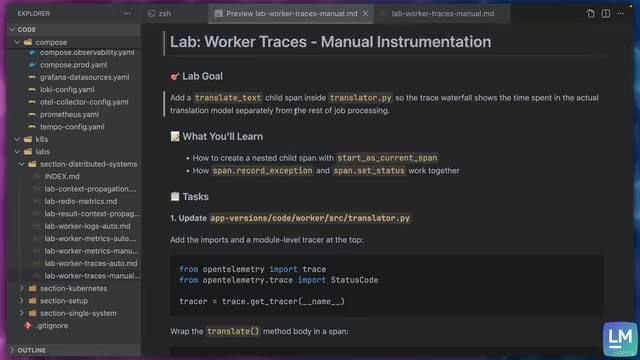 EXPLORER
CODE
compose
compose.observability.yaml
compose.prod.yaml
grafana-datasources.yaml
loki-config.yaml
otel-collector-config.yaml
prometheus.yaml
tempo-config.yaml
k8s
labs
section-distributed-systems
INDEX.md
lab-context-propagation.…
lab-redis-metrics.md
lab-result-context-propag…
lab-worker-logs-auto.md
lab-worker-metrics-auto.…
lab-worker-metrics-manu…
lab-worker-traces-auto.md
lab-worker-traces-manual…
section-kubernetes
section-setup
section-single_system
.gitignore
OUTLINE
zsh
Preview lab-worker-traces-manual.md
lab-worker-traces-manual.md
Lab: Worker Traces - Manual Instrumentation
🎯 Lab Goal
Add a translate_text child span inside translator.py so the trace waterfall shows the time spent in the actual
translation model separately from the rest of job processing.
📝 What You'll Learn
• How to create a nested child span with start_as_current_span
• How span.record_exception and span.set_status work together
📋 Tasks
1. Update app-versions/code/worker/src/translator.py
Add the imports and a module-level tracer at the top:
from opentelemetry import trace
from opentelemetry.trace import StatusCode
tracer = trace.get_tracer(__name__)
Wrap the translate() method body in a span:
LM